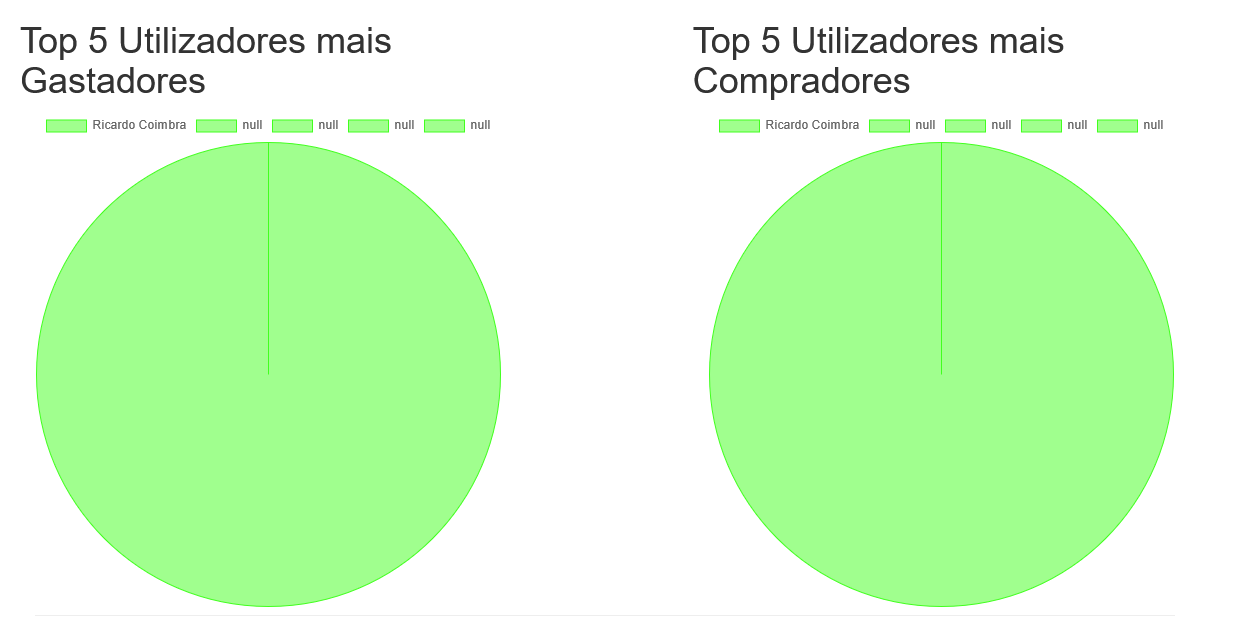 Top 5 Utilizadores mais
Gastadores
Ricardo Coimbra null null null null
Top 5 Utilizadores mais
Compradores
Ricardo Coimbra null null null null